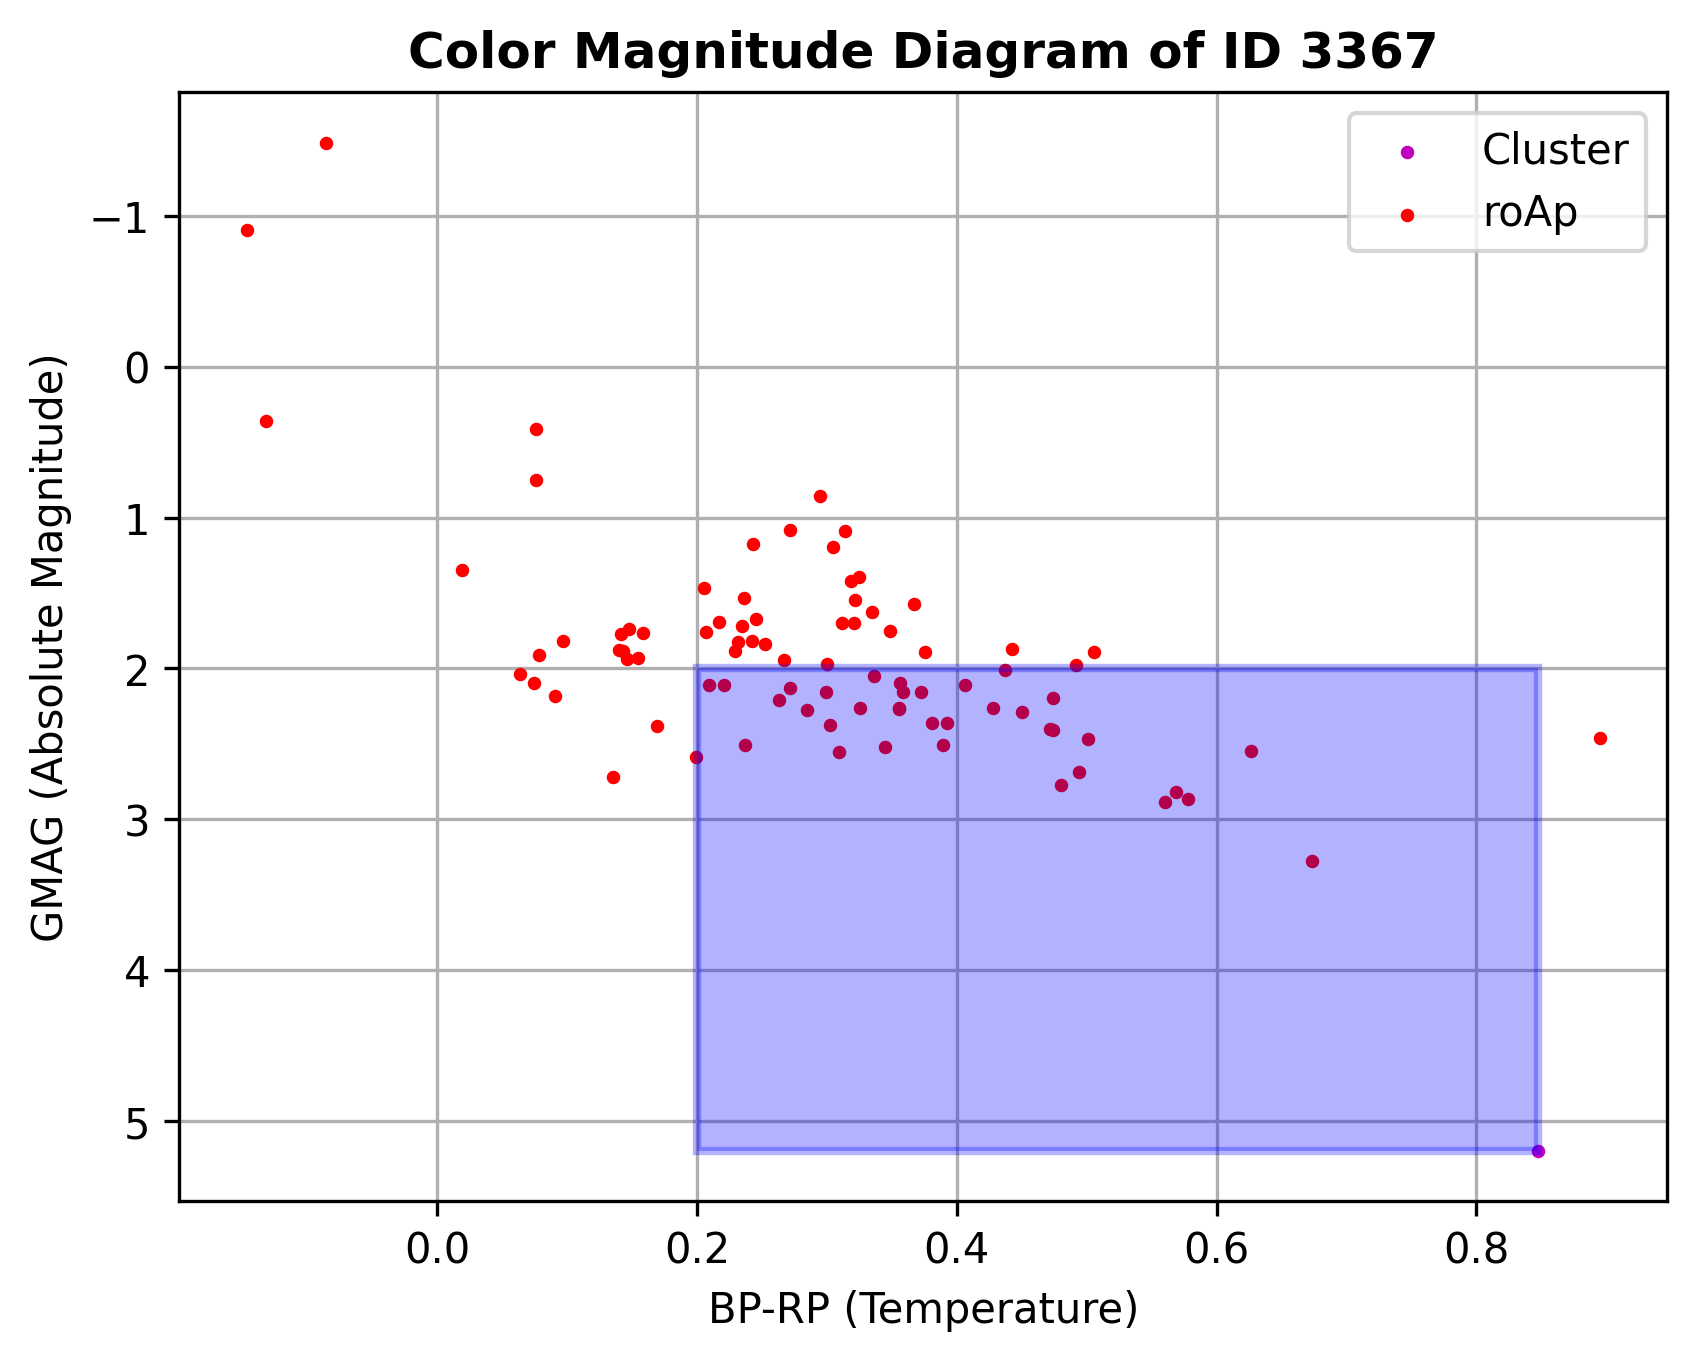 Color Magnitude Diagram of ID 3367
Cluster
roAp
GMAG (Absolute Magnitude)
−1
0
1
2
3
4
5
0.0 0.2 0.4 0.6 0.8
BP-RP (Temperature)